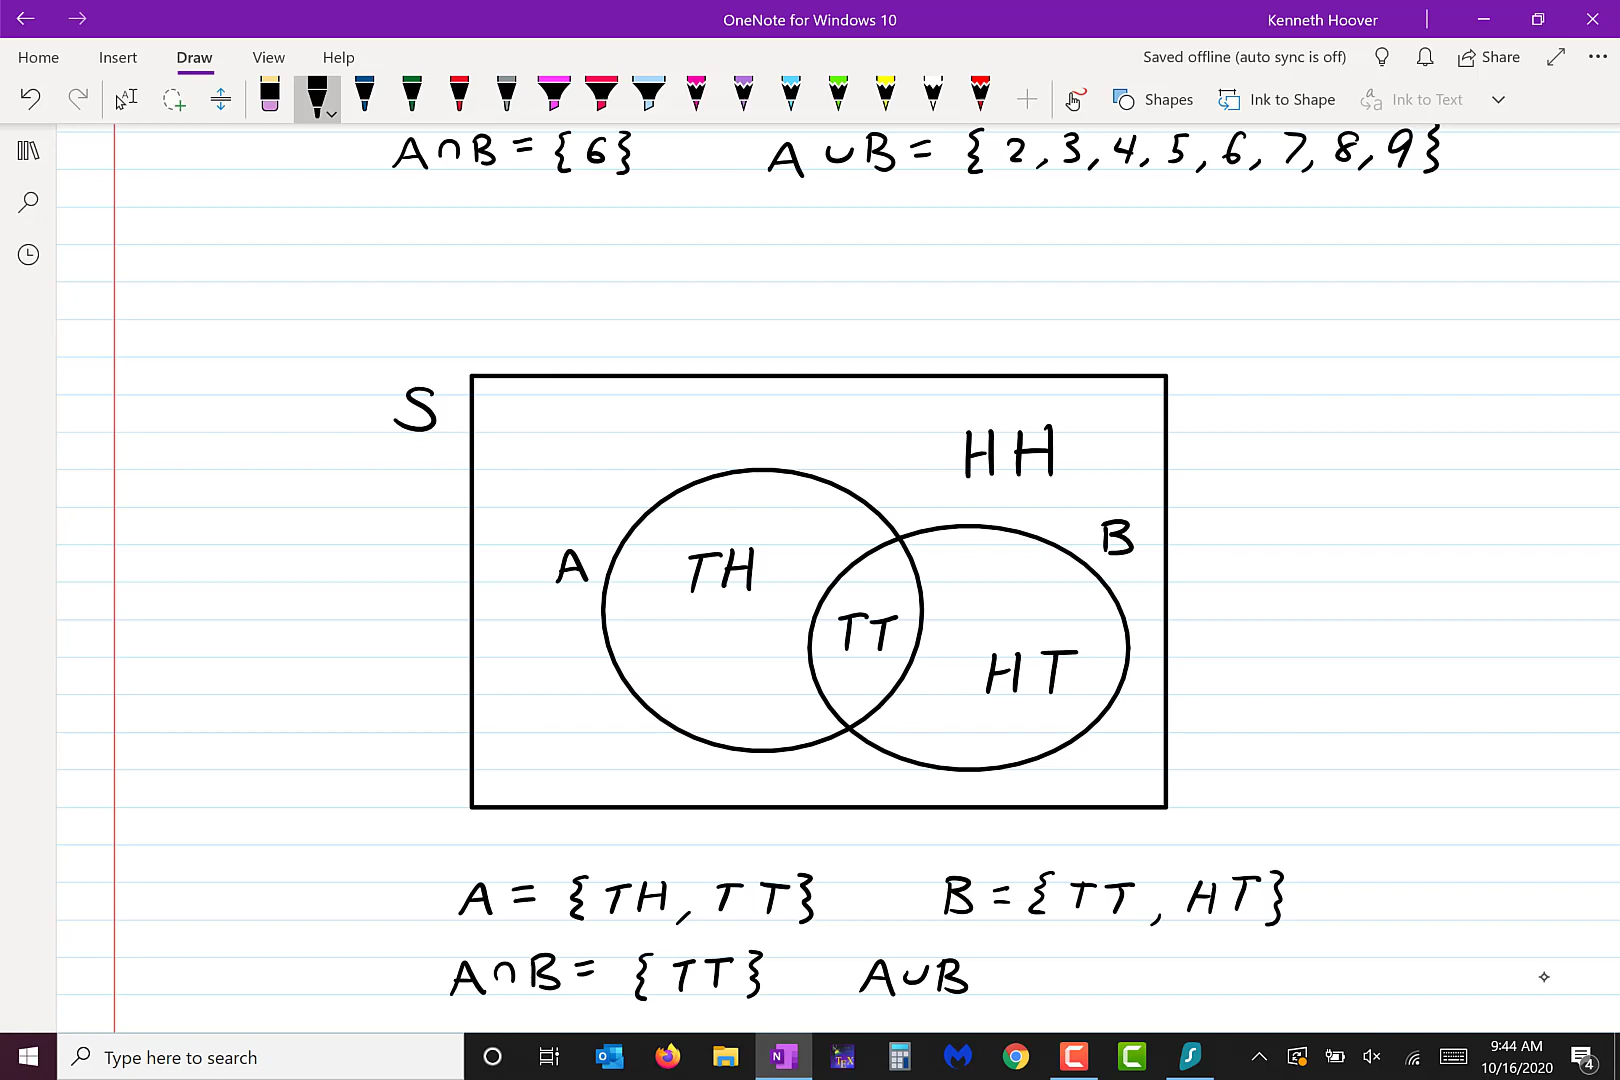 OneNote for Windows 10
Kenneth Hoover
Home Insert Draw View Help
Saved offline (auto sync is off) Share
Shapes Ink to Shape Ink to Text
A∩B = {6} A∪B = {2, 3, 4, 5, 6, 7, 8, 9}
S
HH
B
A
TH
TT
HT
A = {TH, TT} B = {TT, HT}
A∩B = {TT} A∪B
Type here to search
9:44 AM
10/16/2020
4